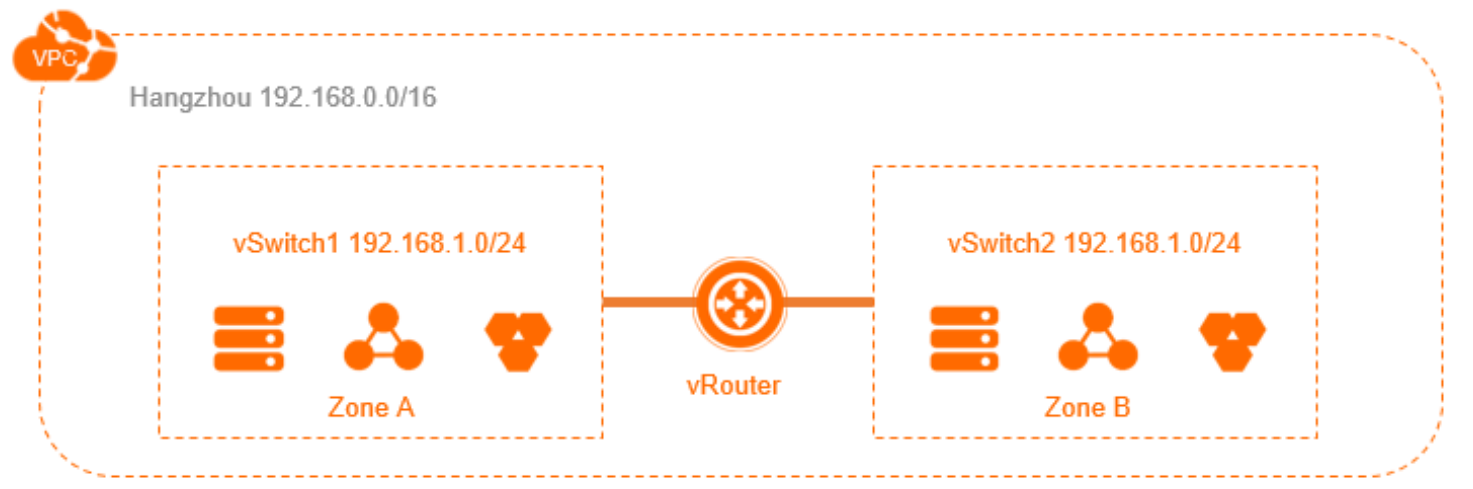 VPC
Hangzhou 192.168.0.0/16
vSwitch1 192.168.1.0/24
vSwitch2 192.168.1.0/24
vRouter
Zone A
Zone B